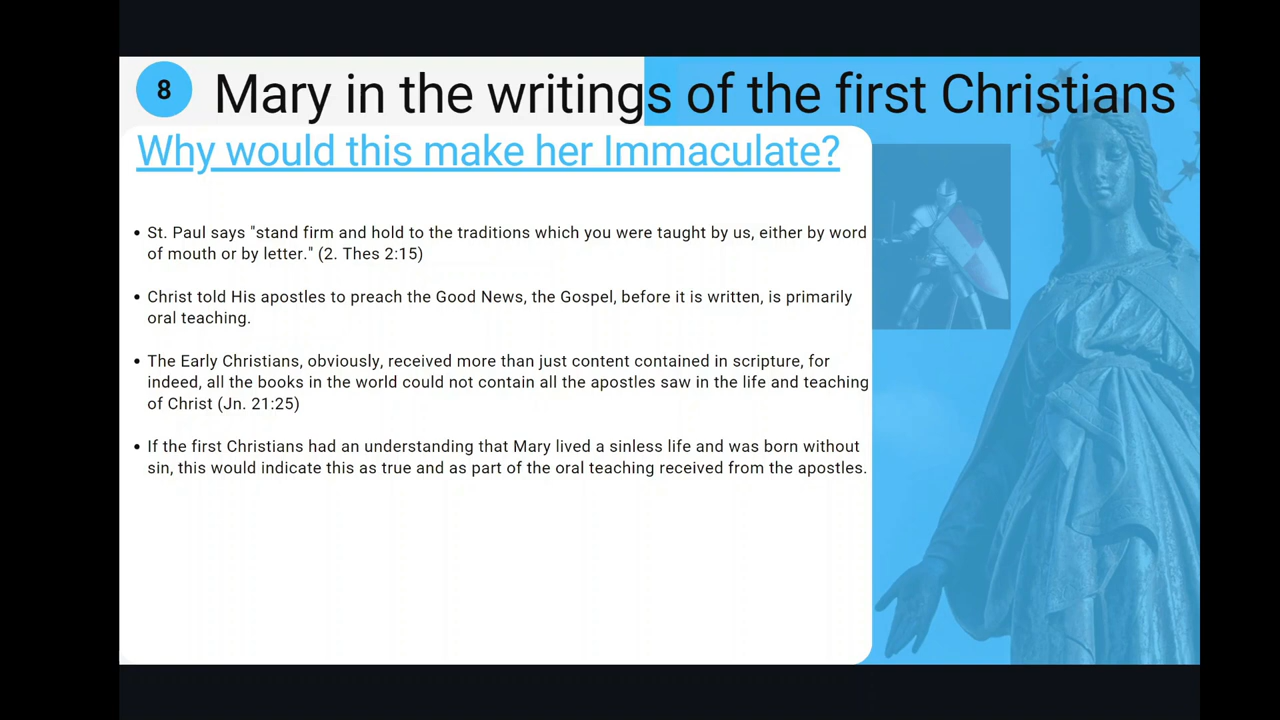 8
Mary in the writings of the first Christians
Why would this make her Immaculate?
• St. Paul says "stand firm and hold to the traditions which you were taught by us, either by word
of mouth or by letter." (2. Thes 2:15)
• Christ told His apostles to preach the Good News, the Gospel, before it is written, is primarily
oral teaching.
• The Early Christians, obviously, received more than just content contained in scripture, for
indeed, all the books in the world could not contain all the apostles saw in the life and teaching
of Christ (Jn. 21:25)
• If the first Christians had an understanding that Mary lived a sinless life and was born without
sin, this would indicate this as true and as part of the oral teaching received from the apostles.